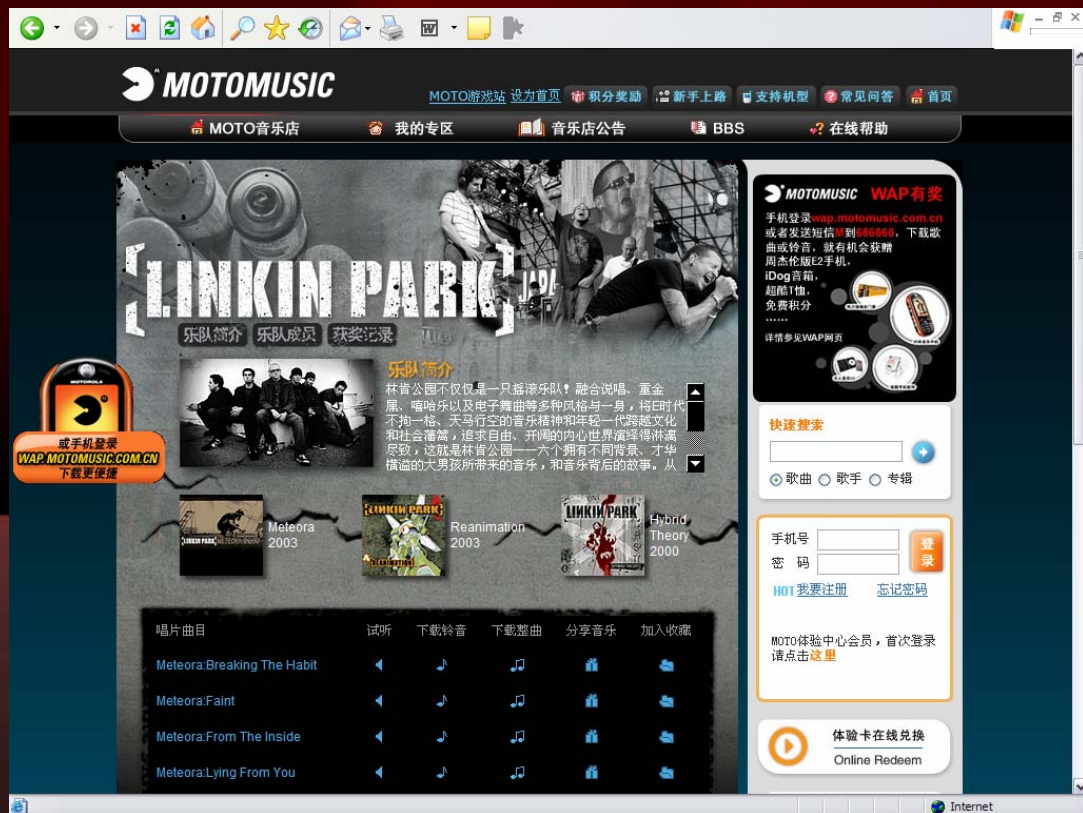 MOTOMUSIC
MOTO游戏站 设为首页 积分奖励 新手上路 支持机型 常见问答 首页
MOTO音乐店 我的专区 音乐店公告 BBS 在线帮助
[LINKIN PARK]
乐队简介 乐队成员 获奖记录
乐队简介
林肯公园不仅仅是一只摇滚乐队！融合说唱、重金
属、嘻哈乐以及电子舞曲等多种风格与一身，将E时代
不拘一格、天马行空的音乐精神和年轻一代跨越文化
和社会藩篱，追求自由、开阔的内心世界演绎得淋漓
尽致，这就是林肯公园——六个拥有不同背景、才华
横溢的大男孩所带来的音乐，和音乐背后的故事。从
MOTOROLA
或手机登录
WAP.MOTOMUSIC.COM.CN
下载更便捷
Meteora
2003
LINKIN PARK
REANIMATION
Reanimation
2003
LINKIN PARK
Hybrid
Theory
2000
唱片曲目 试听 下载铃音 下载整曲 分享音乐 加入收藏
Meteora:Breaking The Habit
Meteora:Faint
Meteora:From The Inside
Meteora:Lying From You
MOTOMUSIC WAP有奖
手机登录wap.motomusic.com.cn
或者发送短信M到686868，下载歌
曲或铃音，就有机会获赠
周杰伦版E2手机，
iDog音箱，
超酷T恤，
免费积分
......
详情参见WAP网页
快速搜索
歌曲 歌手 专辑
手机号
密 码
登录
HOT 我要注册 忘记密码
MOTO体验中心会员，首次登录
请点击这里
体验卡在线兑换
Online Redeem
Internet